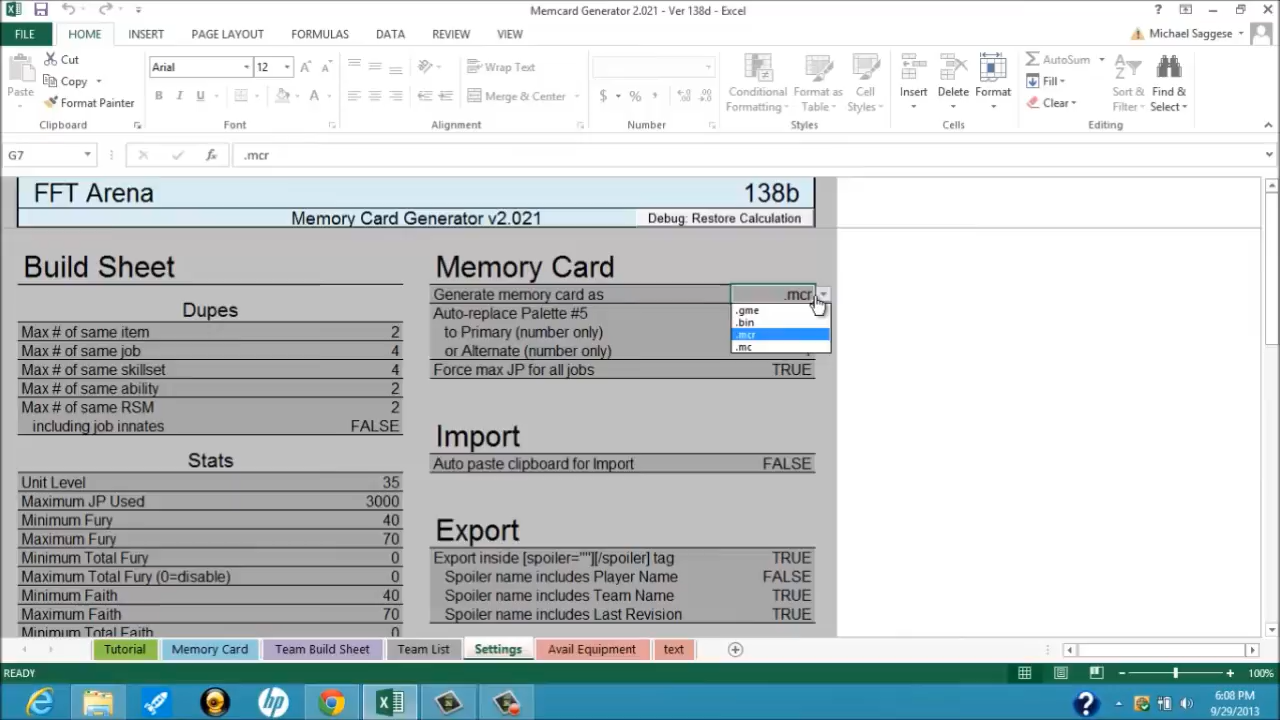 Memcard Generator 2.021 - Ver 138d - Excel
FILE HOME INSERT PAGE LAYOUT FORMULAS DATA REVIEW VIEW Michael Saggese
Paste
Cut
Copy
Format Painter
Clipboard
Arial 12
B I U
Font
Wrap Text
Merge & Center
Alignment
$ %
Number
Conditional Formatting
Format as Table
Cell Styles
Styles
Insert
Delete
Format
Cells
AutoSum
Fill
Clear
Sort & Filter
Find & Select
Editing
G7 fx .mcr
FFT Arena 138b
Memory Card Generator v2.021 Debug: Restore Calculation
Build Sheet
Dupes
Max # of same item 2
Max # of same job 4
Max # of same skillset 4
Max # of same ability 2
Max # of same RSM 2
including job innates FALSE
Stats
Unit Level 35
Maximum JP Used 3000
Minimum Fury 40
Maximum Fury 70
Minimum Total Fury 0
Maximum Total Fury (0=disable) 0
Minimum Faith 40
Maximum Faith 70
Minimum Total Faith 0
Memory Card
Generate memory card as .mcr
.gme
.bin
.mcr
.mc
Auto-replace Palette #5
to Primary (number only)
or Alternate (number only)
Force max JP for all jobs TRUE
Import
Auto paste clipboard for Import FALSE
Export
Export inside [spoiler=""][/spoiler] tag TRUE
Spoiler name includes Player Name FALSE
Spoiler name includes Team Name TRUE
Spoiler name includes Last Revision TRUE
Tutorial Memory Card Team Build Sheet Team List Settings Avail Equipment text
READY 100%
6:08 PM
9/29/2013